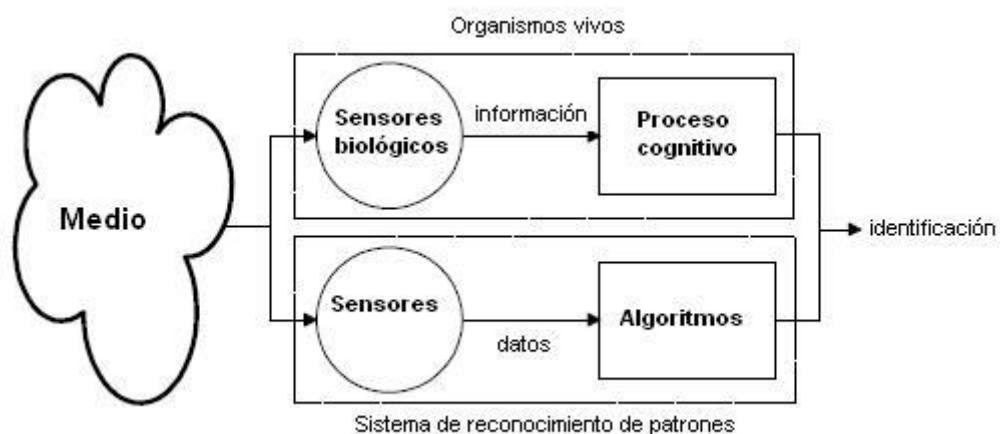 Organismos vivos
Sensores
biológicos
información
Proceso
cognitivo
Medio
identificación
Sensores
datos
Algoritmos
Sistema de reconocimiento de patrones